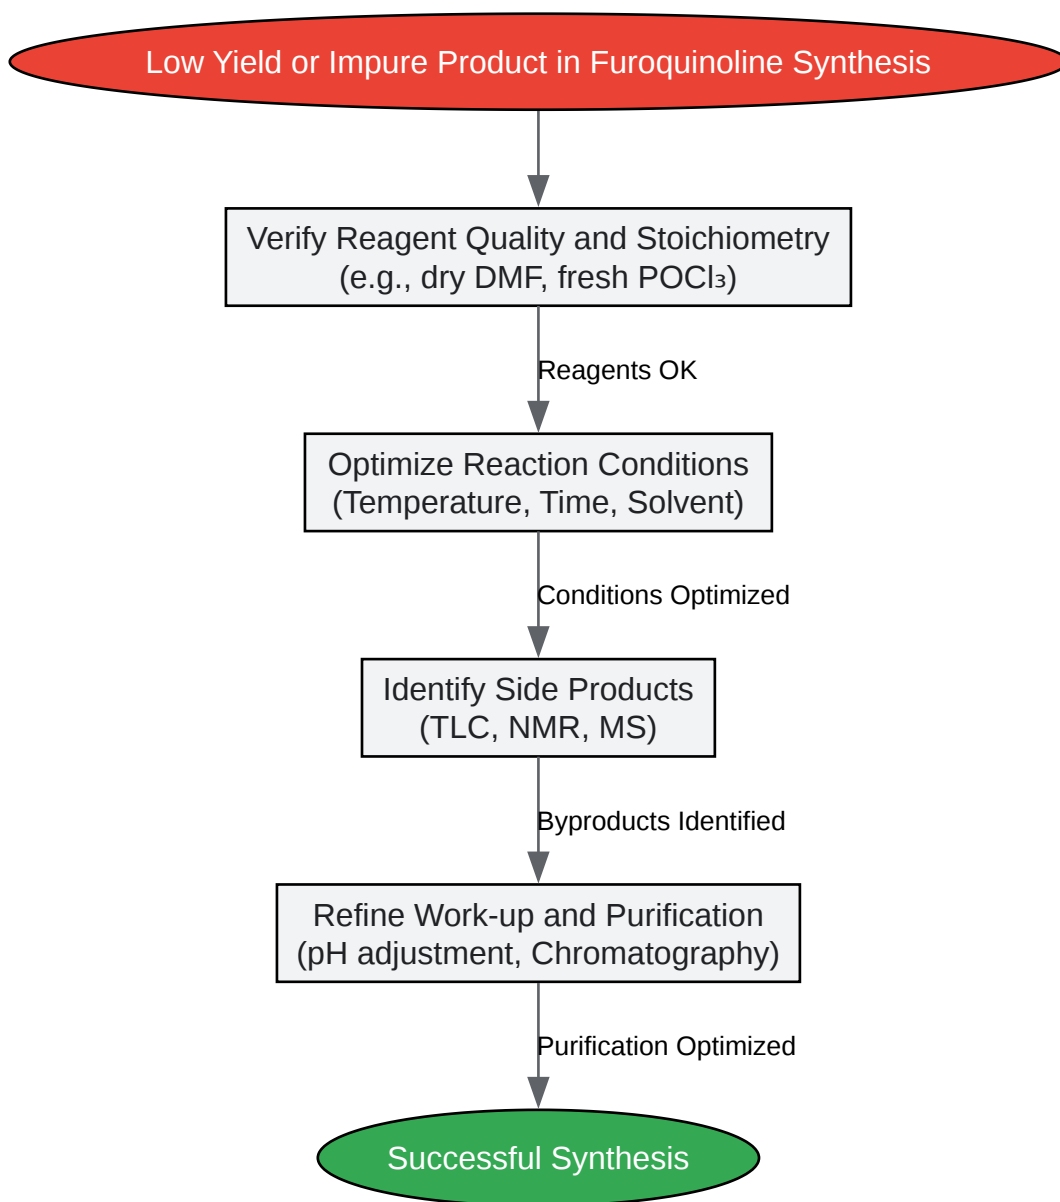 Low Yield or Impure Product in Furoquinoline Synthesis
Verify Reagent Quality and Stoichiometry
(e.g., dry DMF, fresh POCl₃)
Reagents OK
Optimize Reaction Conditions
(Temperature, Time, Solvent)
Conditions Optimized
Identify Side Products
(TLC, NMR, MS)
Byproducts Identified
Refine Work-up and Purification
(pH adjustment, Chromatography)
Purification Optimized
Successful Synthesis